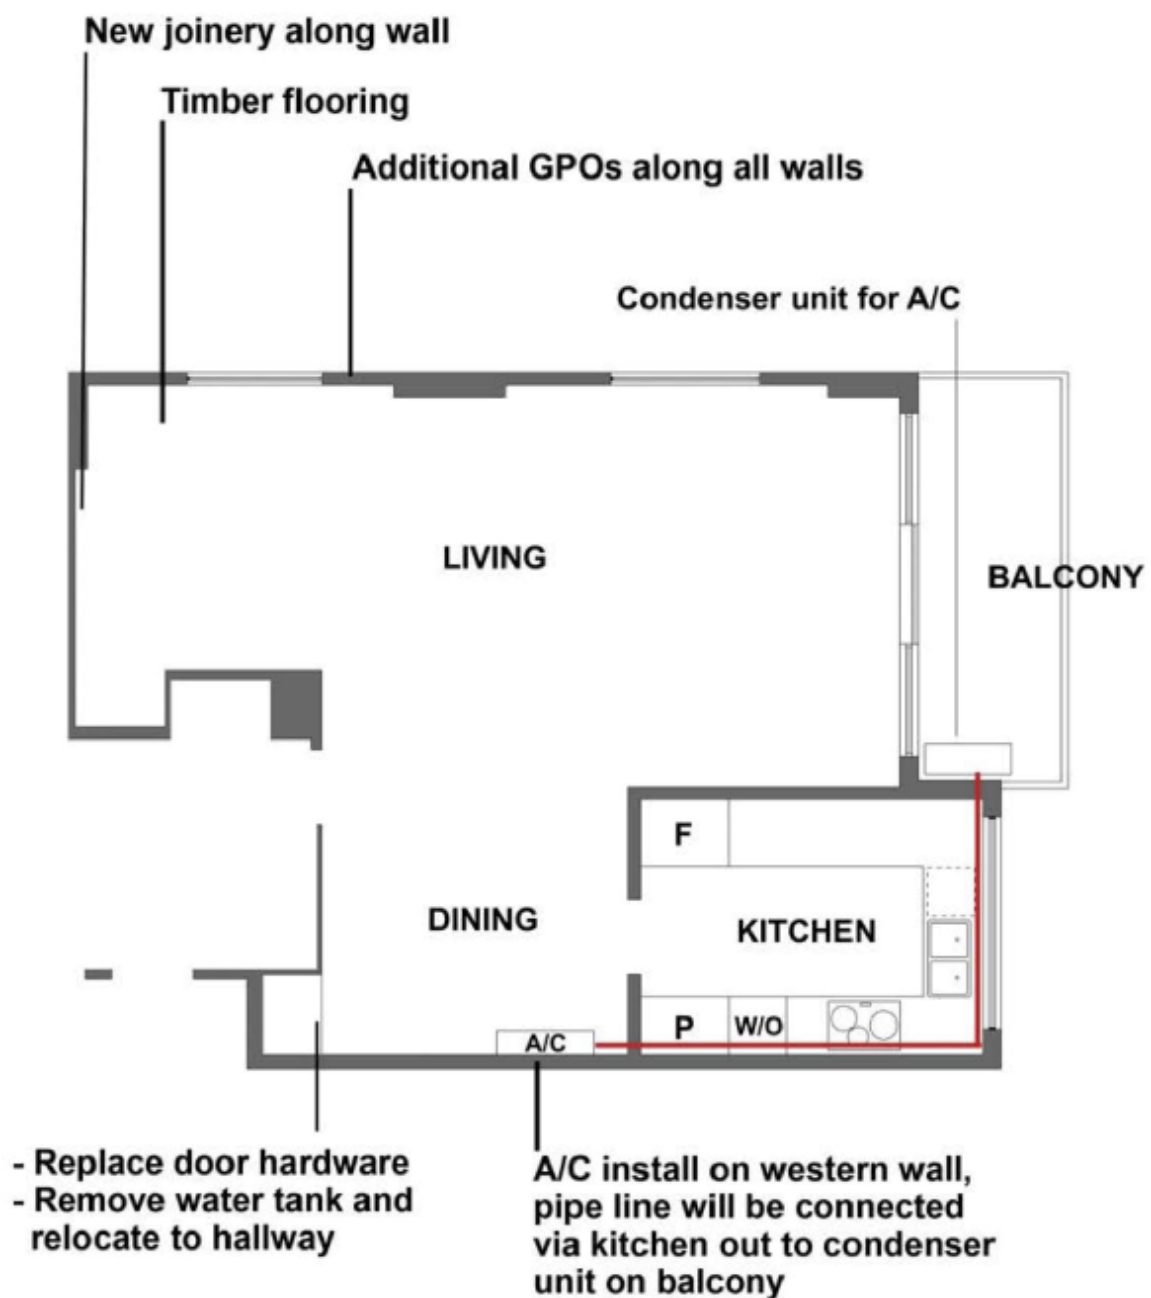 New joinery along wall
Timber flooring
Additional GPOs along all walls
Condenser unit for A/C
LIVING
BALCONY
F
DINING
KITCHEN
P
W/O
A/C
- Replace door hardware
- Remove water tank and
relocate to hallway
A/C install on western wall,
pipe line will be connected
via kitchen out to condenser
unit on balcony